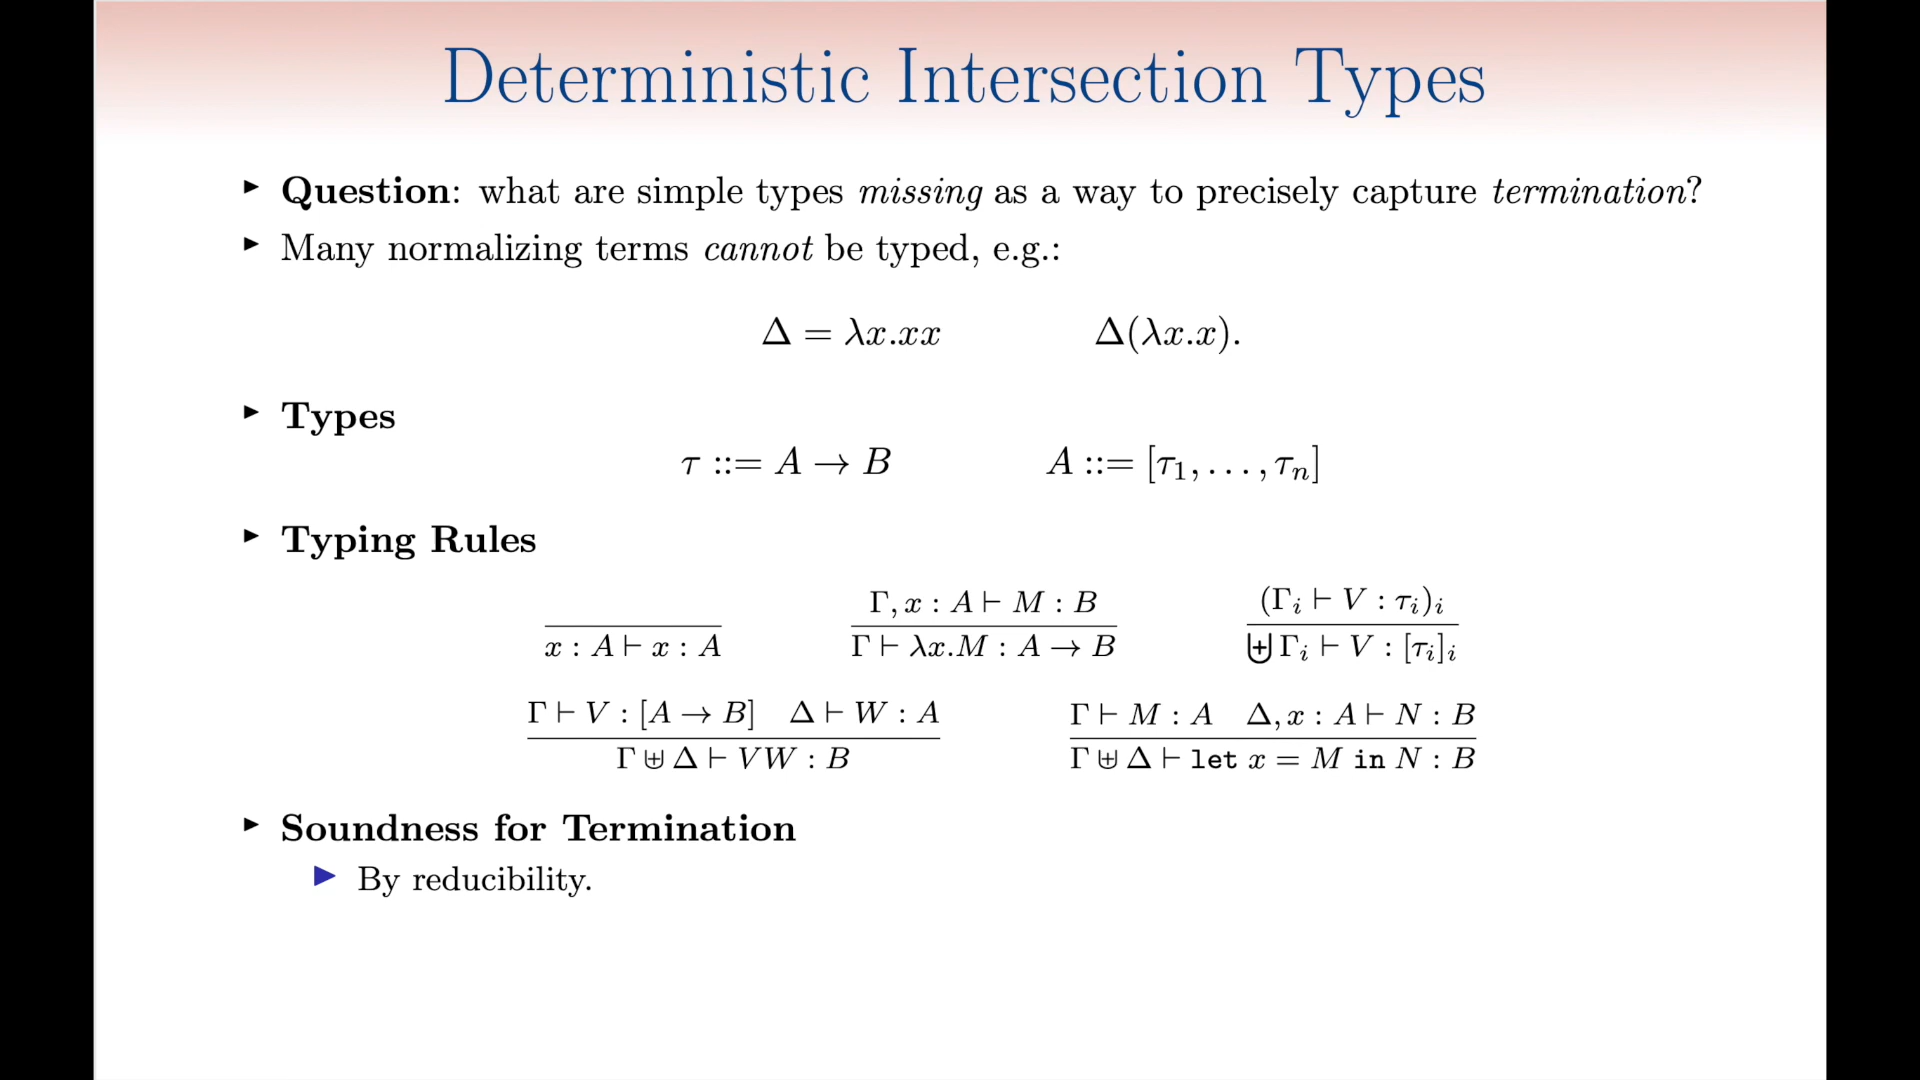 Deterministic Intersection Types
▶ Question: what are simple types missing as a way to precisely capture termination?
▶ Many normalizing terms cannot be typed, e.g.:
Δ = λx.xx    Δ(λx.x).
▶ Types
τ ::= A → B    A ::= [τ₁, . . . , τₙ]
▶ Typing Rules
Γ, x : A ⊢ M : B    (Γᵢ ⊢ V : τᵢ)ᵢ
x : A ⊢ x : A    Γ ⊢ λx.M : A → B    ⊎Γᵢ ⊢ V : [τᵢ]ᵢ
Γ ⊢ V : [A → B]    Δ ⊢ W : A    Γ ⊢ M : A    Δ, x : A ⊢ N : B
Γ ⊎ Δ ⊢ VW : B    Γ ⊎ Δ ⊢ let x = M in N : B
▶ Soundness for Termination
▶ By reducibility.